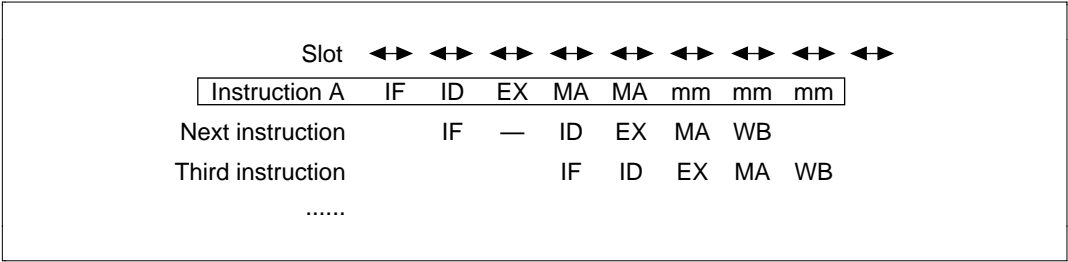 Slot
Instruction A IF ID EX MA MA mm mm mm
Next instruction IF — ID EX MA WB
Third instruction IF ID EX MA WB
......